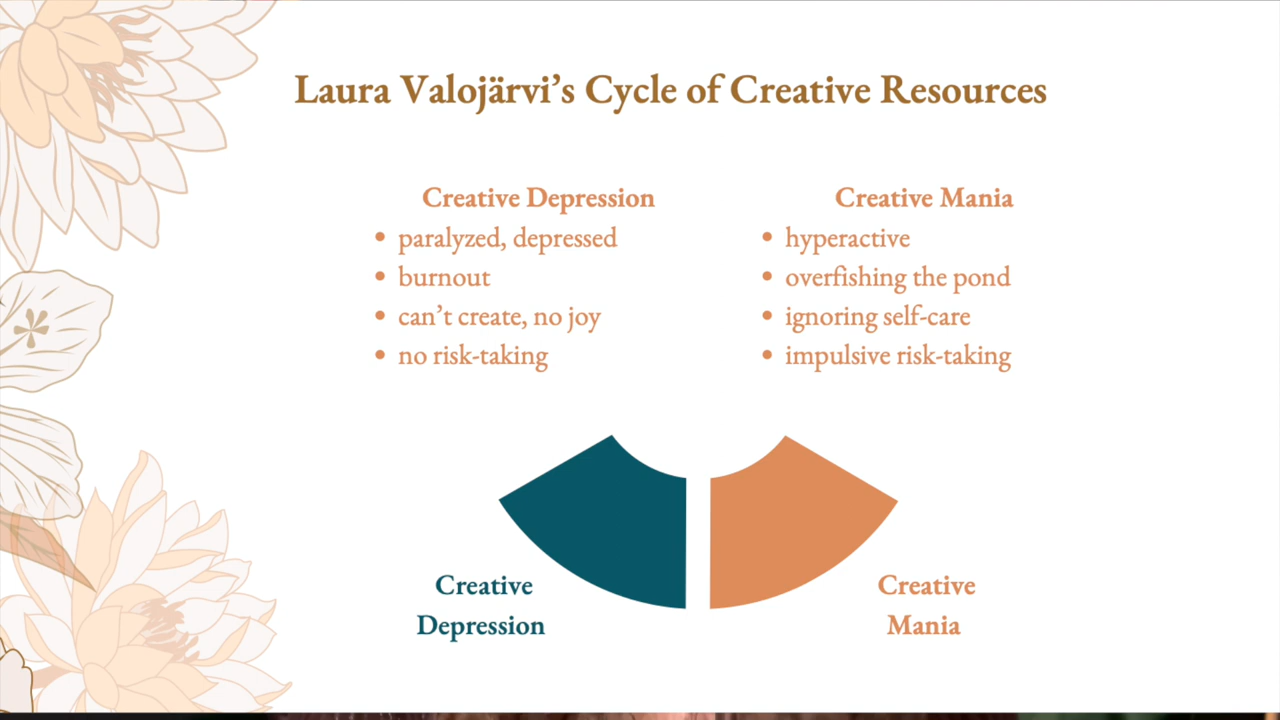 Laura Valojärvi’s Cycle of Creative Resources
Creative Depression
• paralyzed, depressed
• burnout
• can’t create, no joy
• no risk-taking
Creative Mania
• hyperactive
• overfishing the pond
• ignoring self-care
• impulsive risk-taking
Creative
Depression
Creative
Mania